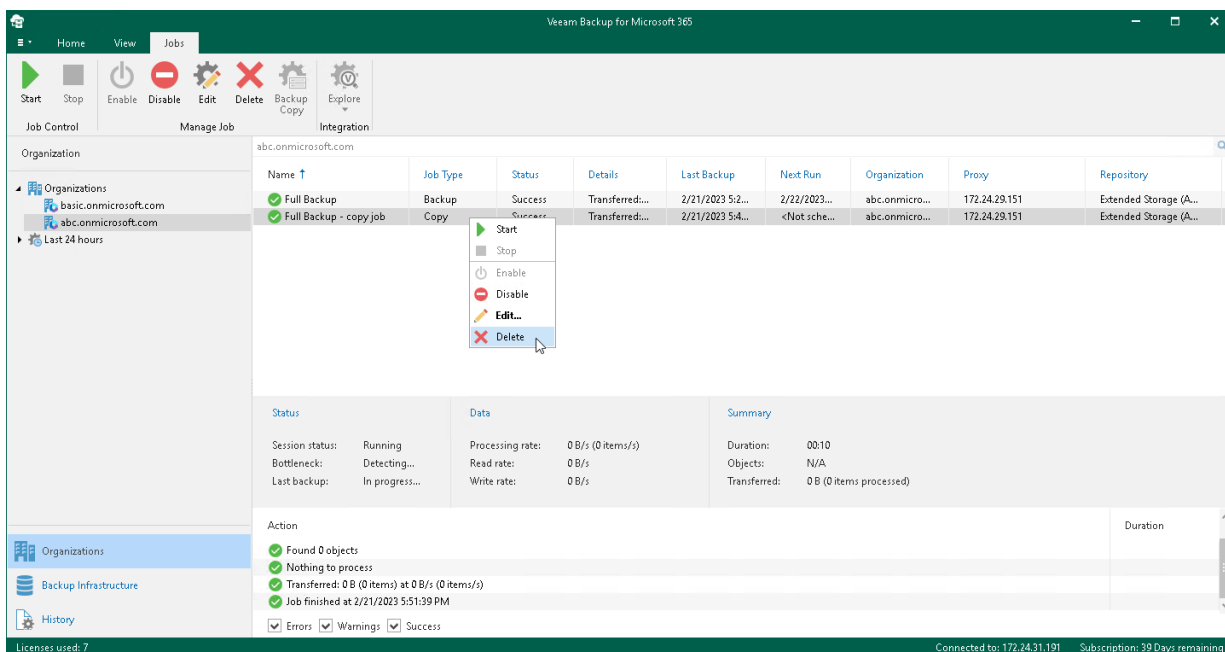 Veeam Backup for Microsoft 365
Home View Jobs
Start Stop Enable Disable Edit Delete Backup Copy Explore
Job Control Manage Job Integration
Organization
Organizations
basic.onmicrosoft.com
abc.onmicrosoft.com
Last 24 hours
abc.onmicrosoft.com
Name Job Type Status Details Last Backup Next Run Organization Proxy Repository
Full Backup Backup Success Transferred:... 2/21/2023 5:2... 2/22/2023... abc.onmicro... 172.24.29.151 Extended Storage (A...
Full Backup - copy job Copy Success Transferred:... 2/21/2023 5:4... <Not sche... abc.onmicro... 172.24.29.151 Extended Storage (A...
Start
Stop
Enable
Disable
Edit...
Delete
Status Data Summary
Session status: Running Processing rate: 0 B/s (0 items/s) Duration: 00:10
Bottleneck: Detecting... Read rate: 0 B/s Objects: N/A
Last backup: In progress... Write rate: 0 B/s Transferred: 0 B (0 items processed)
Action Duration
Found 0 objects
Nothing to process
Transferred: 0 B (0 items) at 0 B/s (0 items/s)
Job finished at 2/21/2023 5:51:39 PM
Errors Warnings Success
Organizations
Backup Infrastructure
History
Licenses used: 7 Connected to: 172.24.31.191 Subscription: 39 Days remaining